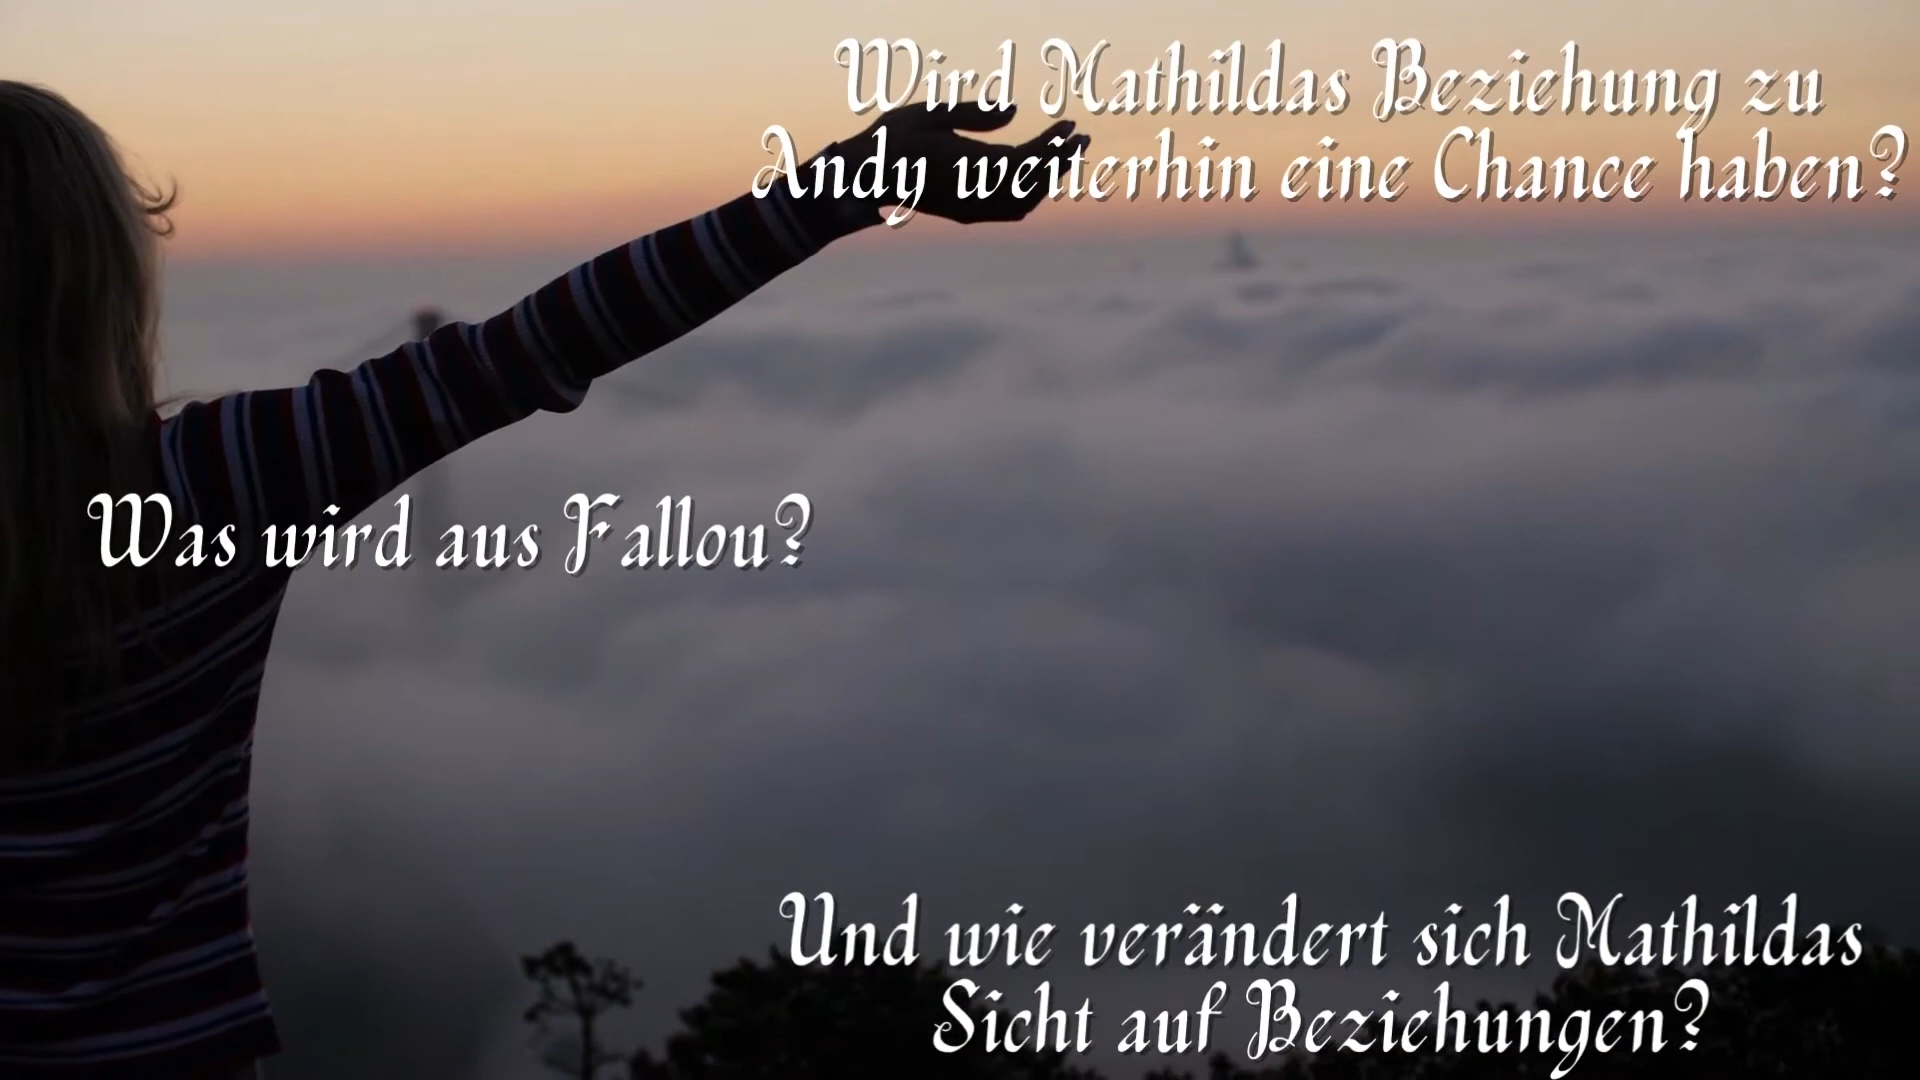 Wird Mathildas Beziehung zu
Andy weiterhin eine Chance haben?
Was wird aus Fallou?
Und wie verändert sich Mathildas
Sicht auf Beziehungen?